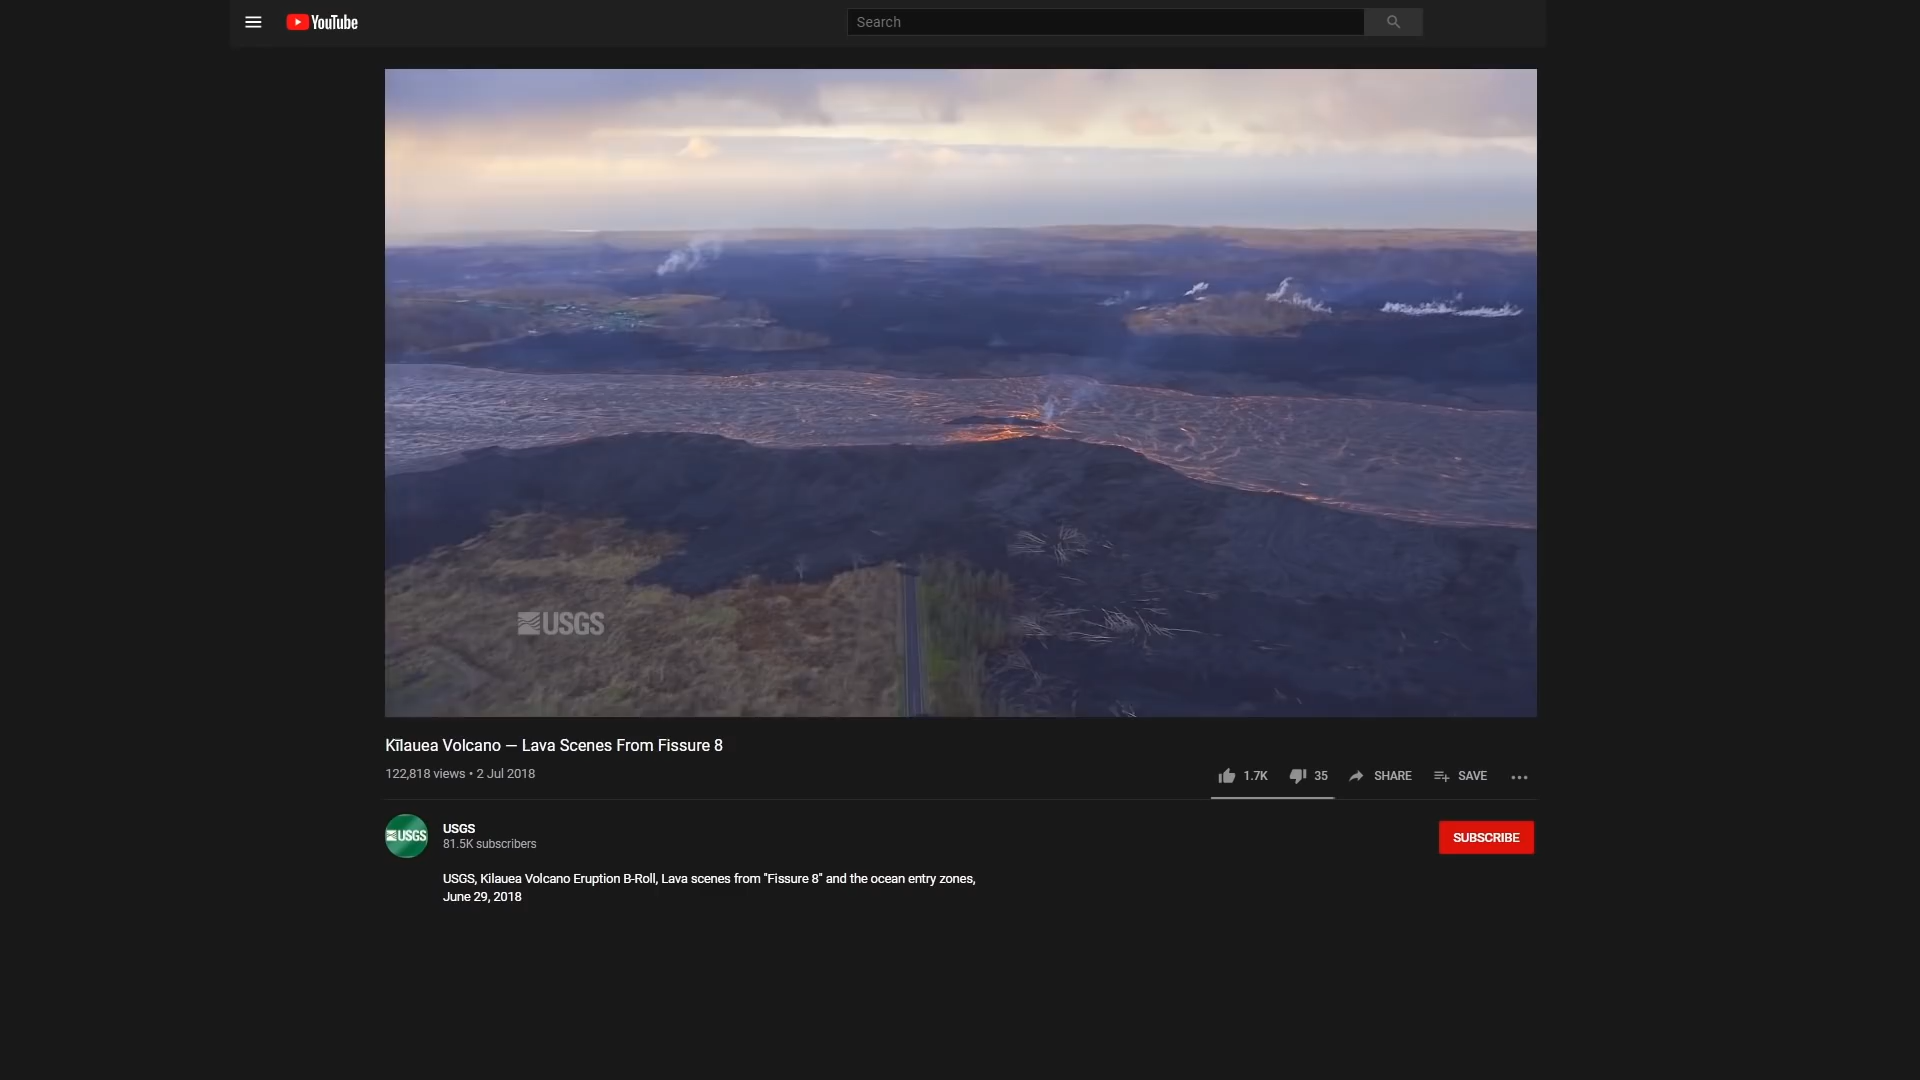 YouTube
Search
USGS
Kīlauea Volcano — Lava Scenes From Fissure 8
122,818 views • 2 Jul 2018
1.7K 35 SHARE SAVE
USGS
USGS
81.5K subscribers
SUBSCRIBE
USGS, Kilauea Volcano Eruption B-Roll, Lava scenes from "Fissure 8" and the ocean entry zones,
June 29, 2018